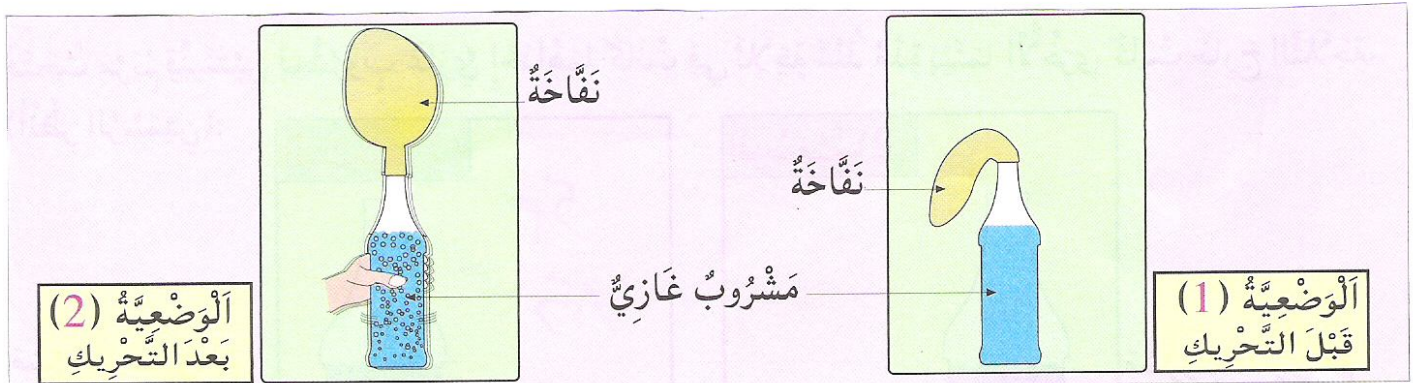 نَفَّاخَةٌ
نَفَّاخَةٌ
مَشْرُوبٌ غَازِيٌّ
اَلْوَضْعِيَّةُ (1)
قَبْلَ التَّحْرِيكِ
اَلْوَضْعِيَّةُ (2)
بَعْدَ التَّحْرِيكِ